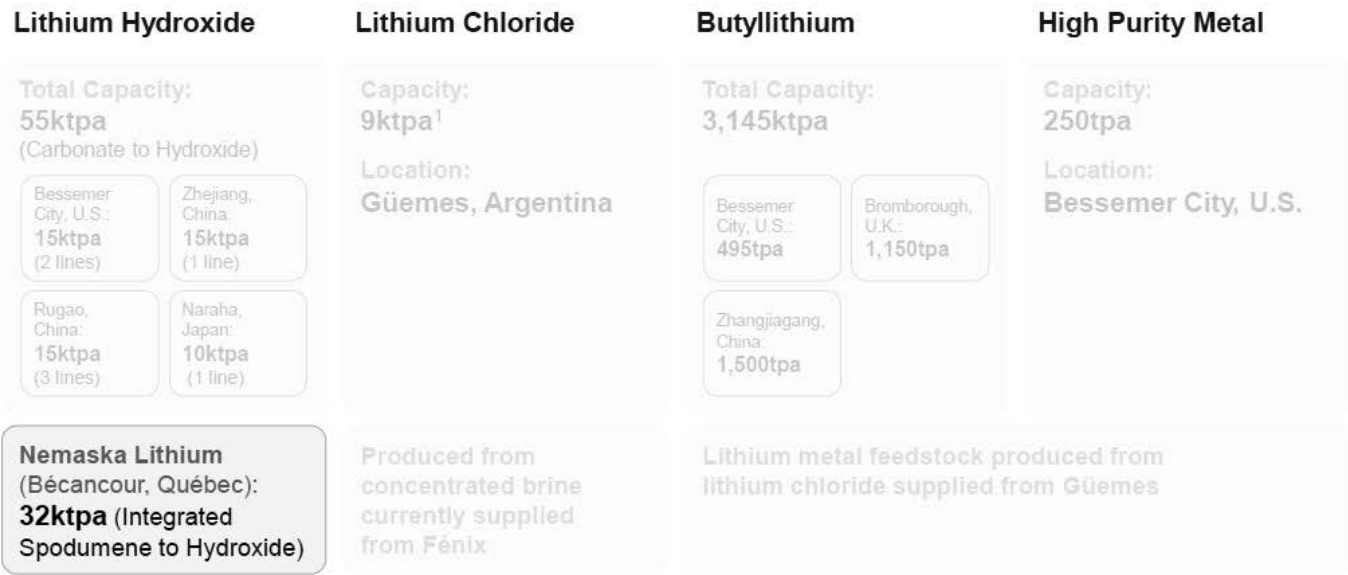 Lithium Hydroxide
Total Capacity:
55ktpa
(Carbonate to Hydroxide)
Bessemer
City, U.S.:
15ktpa
(2 lines)
Zhejiang,
China:
15ktpa
(1 line)
Rugao,
China:
15ktpa
(3 lines)
Naraha,
Japan:
10ktpa
(1 line)
Nemaska Lithium
(Bécancour, Québec):
32ktpa (Integrated
Spodumene to Hydroxide)
Lithium Chloride
Capacity:
9ktpa¹
Location:
Güemes, Argentina
Produced from
concentrated brine
currently supplied
from Fénix
Butyllithium
Total Capacity:
3,145ktpa
Bessemer
City, U.S.:
495tpa
Bromborough,
U.K.:
1,150tpa
Zhangjiagang,
China:
1,500tpa
High Purity Metal
Capacity:
250tpa
Location:
Bessemer City, U.S.
Lithium metal feedstock produced from
lithium chloride supplied from Güemes